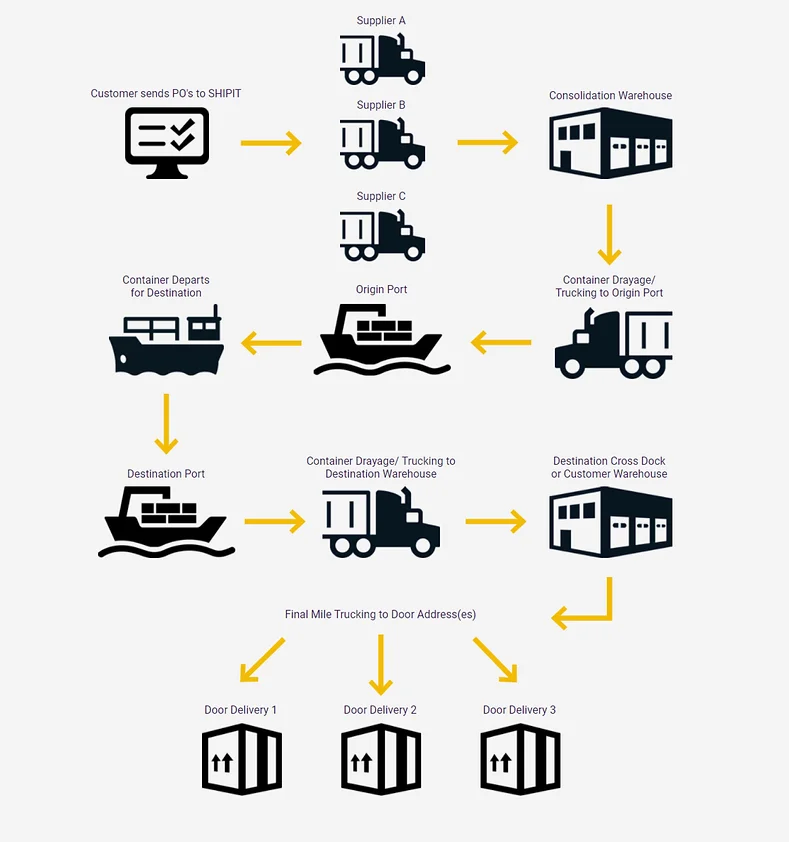 Supplier A
Customer sends PO's to SHIPIT
Supplier B
Consolidation Warehouse
Supplier C
Container Departs
for Destination
Origin Port
Container Drayage/
Trucking to Origin Port
Destination Port
Container Drayage/ Trucking to
Destination Warehouse
Destination Cross Dock
or Customer Warehouse
Final Mile Trucking to Door Address(es)
Door Delivery 1
Door Delivery 2
Door Delivery 3